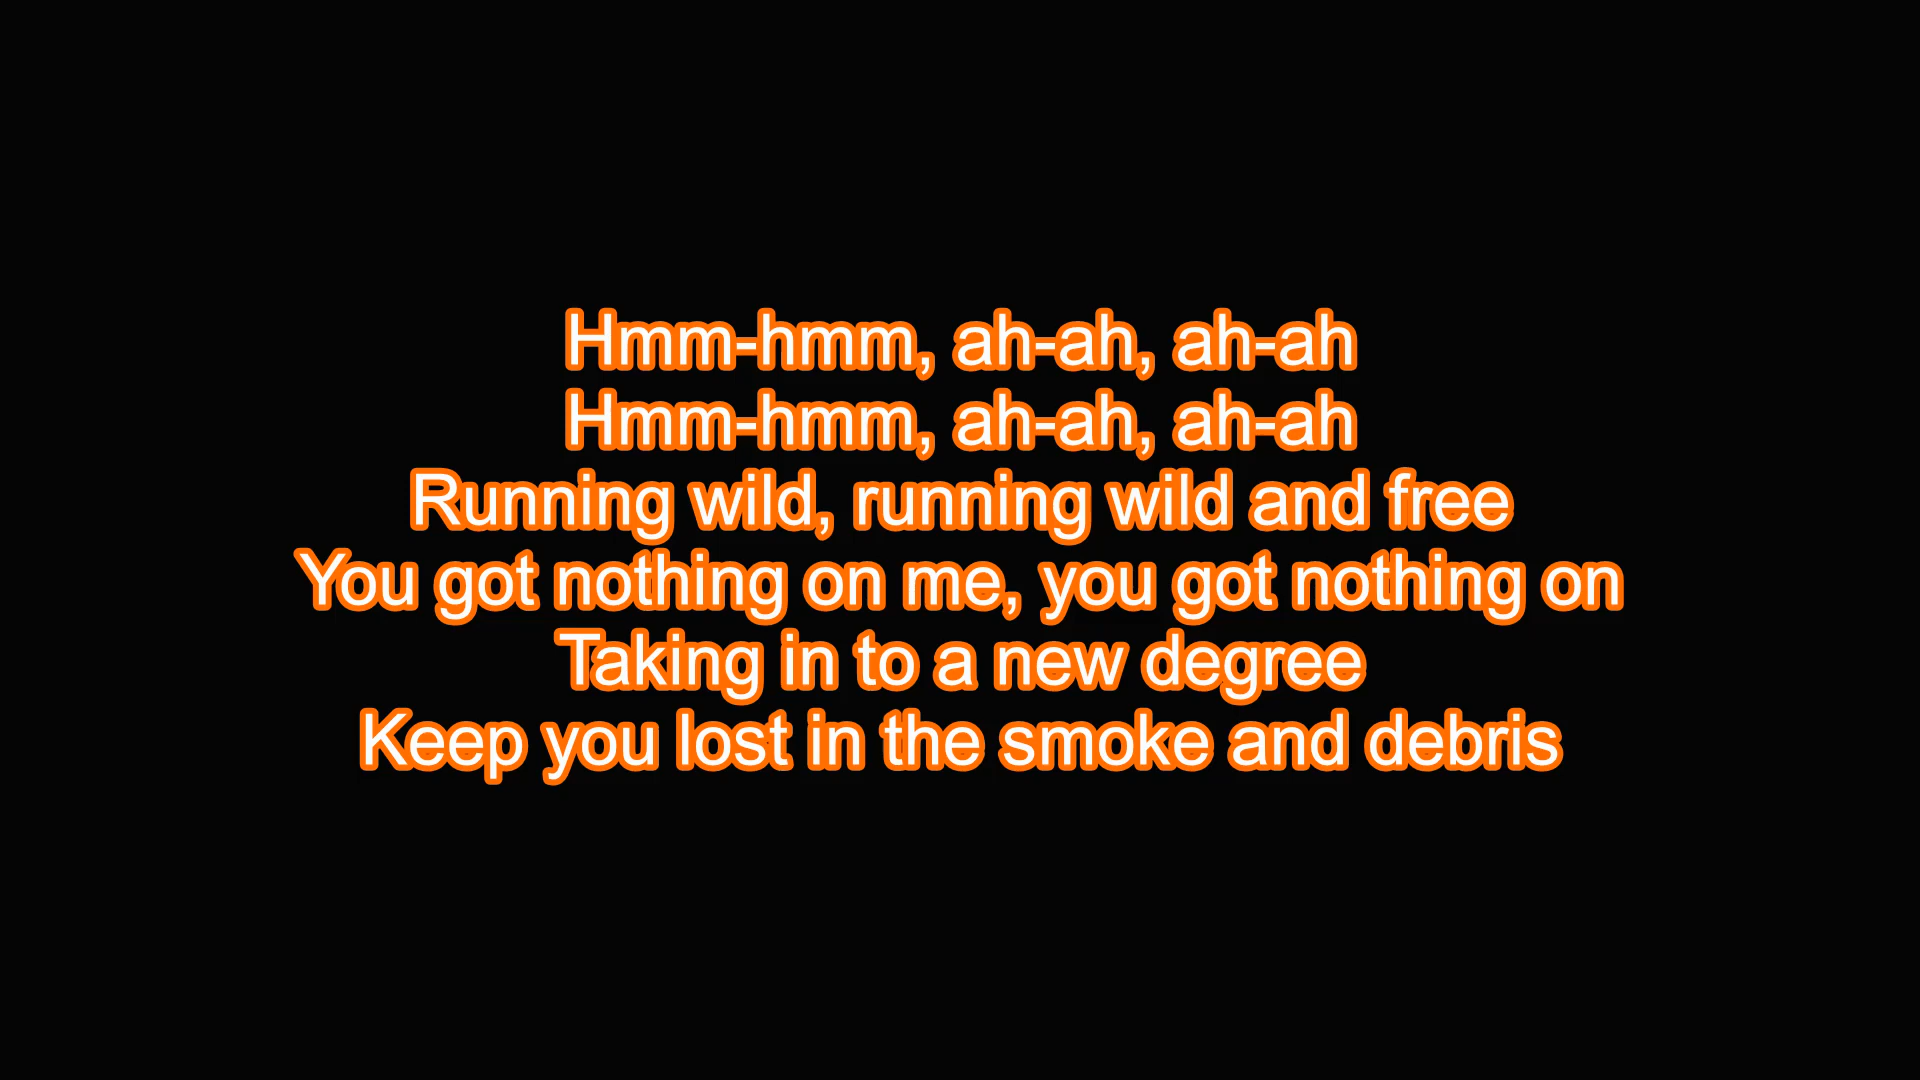 Hmm-hmm, ah-ah, ah-ah
Hmm-hmm, ah-ah, ah-ah
Running wild, running wild and free
You got nothing on me, you got nothing on
Taking in to a new degree
Keep you lost in the smoke and debris